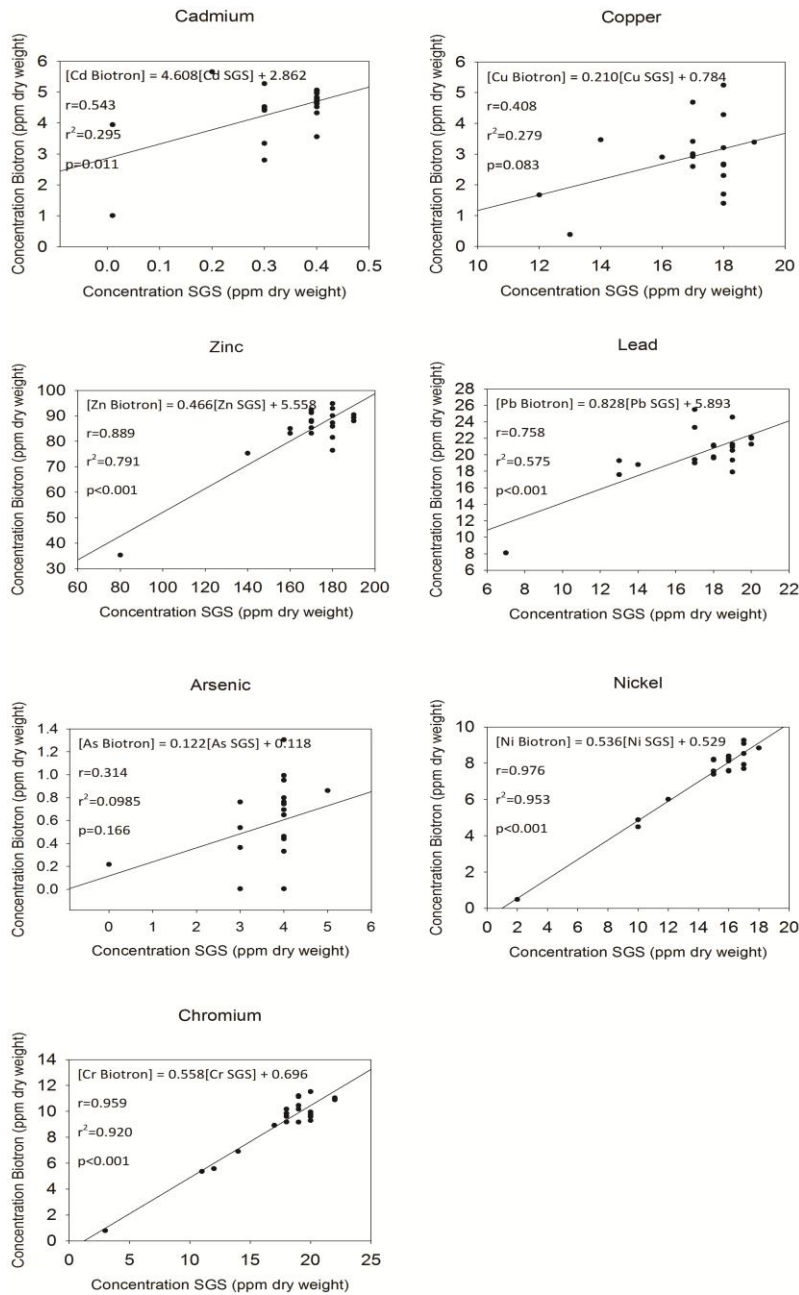 Cadmium
Concentration Biotron (ppm dry weight)
6
5
4
3
2
1
0
[Cd Biotron] = 4.608[Cd SGS] + 2.862
r=0.543
r²=0.295
p=0.011
0.0 0.1 0.2 0.3 0.4 0.5
Concentration SGS (ppm dry weight)
Copper
Concentration Biotron (ppm dry weight)
6
5
4
3
2
1
0
[Cu Biotron] = 0.210[Cu SGS] + 0.784
r=0.408
r²=0.279
p=0.083
10 12 14 16 18 20
Concentration SGS (ppm dry weight)
Zinc
Concentration Biotron (ppm dry weight)
100
90
80
70
60
50
40
30
[Zn Biotron] = 0.466[Zn SGS] + 5.558
r=0.889
r²=0.791
p<0.001
60 80 100 120 140 160 180 200
Concentration SGS (ppm dry weight)
Lead
Concentration Biotron (ppm dry weight)
28
26
24
22
20
18
16
14
12
10
8
6
[Pb Biotron] = 0.828[Pb SGS] + 5.893
r=0.758
r²=0.575
p<0.001
6 8 10 12 14 16 18 20 22
Concentration SGS (ppm dry weight)
Arsenic
Concentration Biotron (ppm dry weight)
1.4
1.2
1.0
0.8
0.6
0.4
0.2
0.0
[As Biotron] = 0.122[As SGS] + 0.118
r=0.314
r²=0.0985
p=0.166
0 1 2 3 4 5 6
Concentration SGS (ppm dry weight)
Nickel
Concentration Biotron (ppm dry weight)
10
8
6
4
2
0
[Ni Biotron] = 0.536[Ni SGS] + 0.529
r=0.976
r²=0.953
p<0.001
0 2 4 6 8 10 12 14 16 18 20
Concentration SGS (ppm dry weight)
Chromium
Concentration Biotron (ppm dry weight)
14
12
10
8
6
4
2
0
[Cr Biotron] = 0.558[Cr SGS] + 0.696
r=0.959
r²=0.920
p<0.001
0 5 10 15 20 25
Concentration SGS (ppm dry weight)